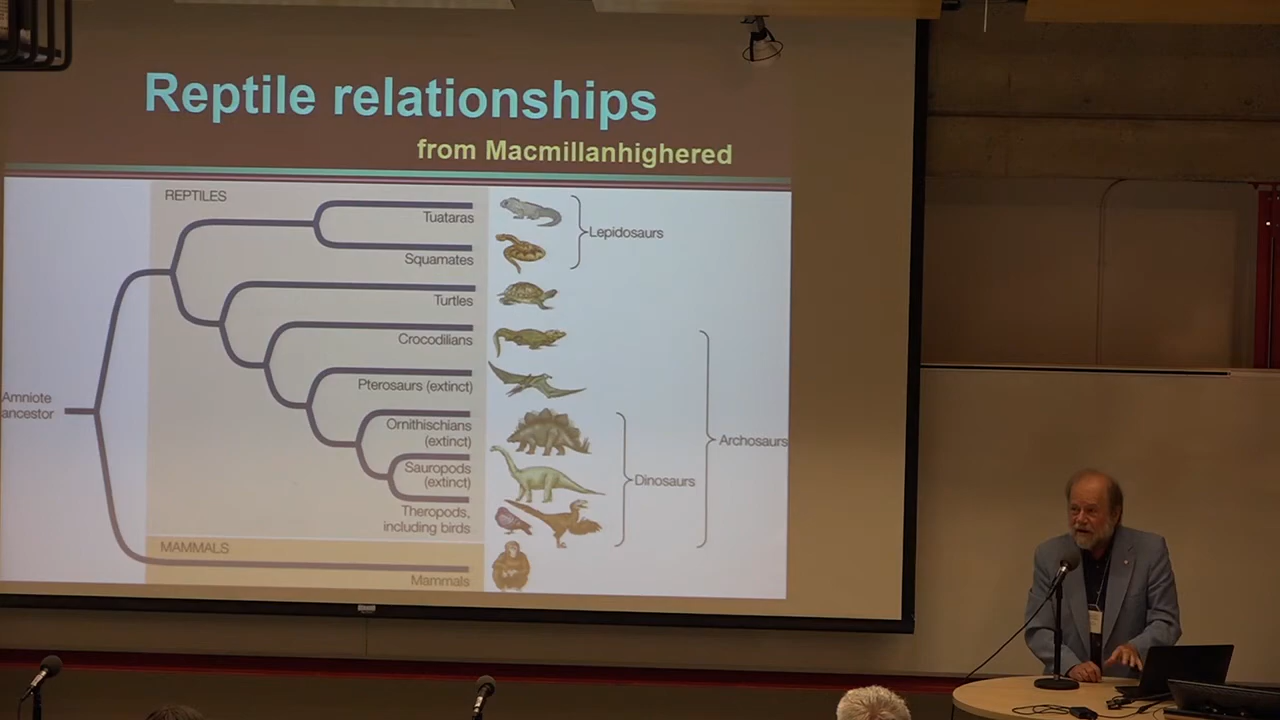 Reptile relationships
from Macmillanhighered
REPTILES
Tuataras
Lepidosaurs
Squamates
Turtles
Crocodilians
Pterosaurs (extinct)
Amniote
ancestor
Ornithischians
(extinct)
Archosaurs
Sauropods
(extinct)
Dinosaurs
Theropods,
including birds
MAMMALS
Mammals